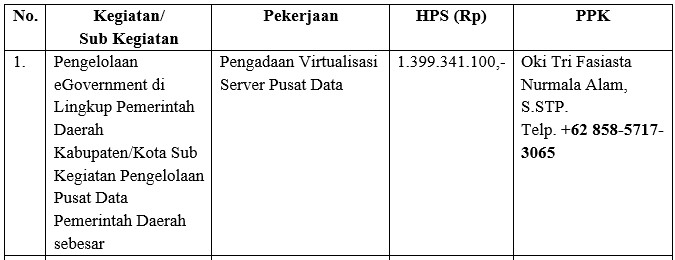 No.
Kegiatan/
Sub Kegiatan
Pekerjaan
HPS (Rp)
PPK
1.
Pengelolaan
eGovernment di
Lingkup Pemerintah
Daerah
Kabupaten/Kota Sub
Kegiatan Pengelolaan
Pusat Data
Pemerintah Daerah
sebesar
Pengadaan Virtualisasi
Server Pusat Data
1.399.341.100,-
Oki Tri Fasiasta
Nurmala Alam,
S.STP.
Telp. +62 858-5717-
3065